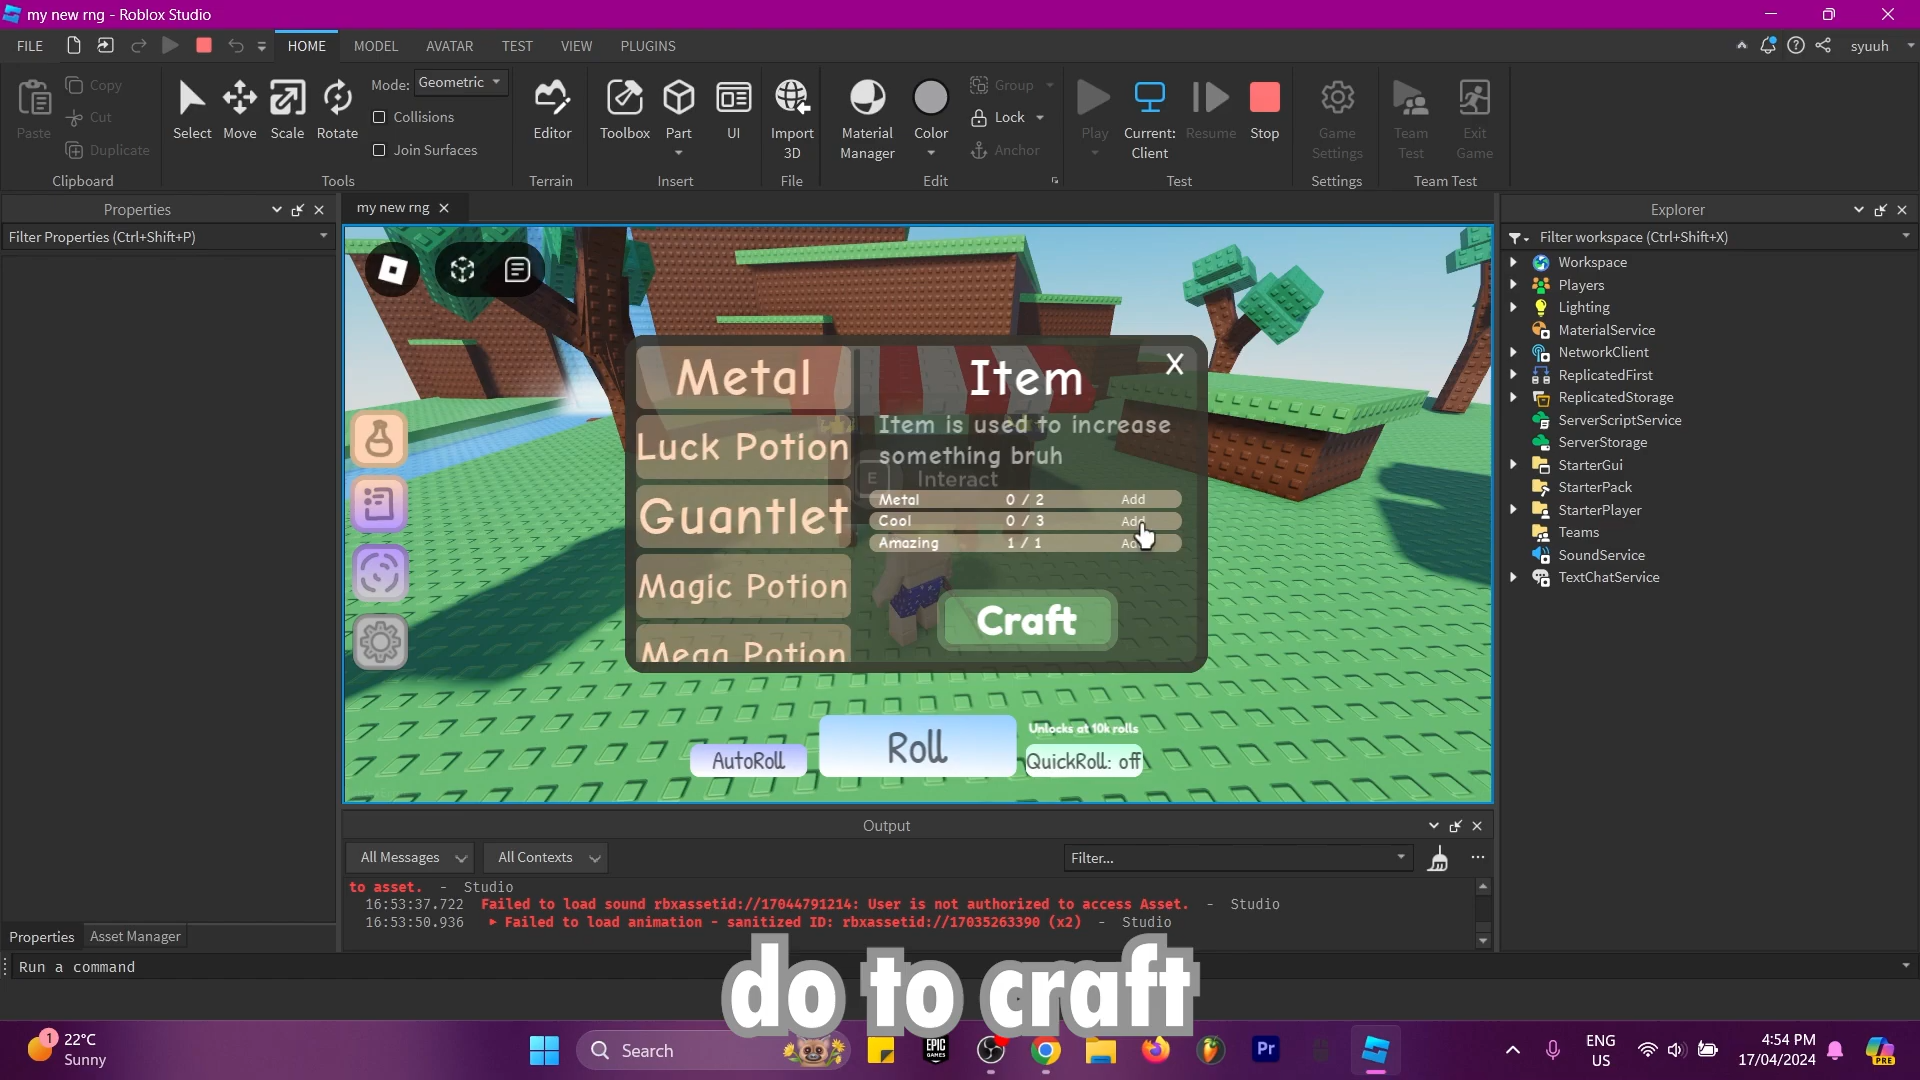 my new rng - Roblox Studio
FILE HOME MODEL AVATAR TEST VIEW PLUGINS syuuh
Paste Copy Cut Duplicate
Clipboard
Select Move Scale Rotate
Mode: Geometric
Collisions
Join Surfaces
Tools
Editor
Terrain
Toolbox Part UI
Insert
Import
3D
File
Material
Manager
Color
Group
Lock
Anchor
Edit
Play
Current:
Client
Resume
Stop
Test
Game
Settings
Settings
Team
Test
Exit
Game
Team Test
Properties
Filter Properties (Ctrl+Shift+P)
my new rng
Metal
Luck Potion
Guantlet
Magic Potion
Mega Potion
Item
X
Item is used to increase
something bruh
E Interact
Metal 0 / 2 Add
Cool 0 / 3 Add
Amazing 1 / 1
Craft
AutoRoll
Roll
Unlocks at 10k rolls
QuickRoll: off
Explorer
Filter workspace (Ctrl+Shift+X)
Workspace
Players
Lighting
MaterialService
NetworkClient
ReplicatedFirst
ReplicatedStorage
ServerScriptService
ServerStorage
StarterGui
StarterPack
StarterPlayer
Teams
SoundService
TextChatService
Output
All Messages All Contexts Filter...
to asset. - Studio
16:53:37.722 Failed to load sound rbxassetid://17044791214: User is not authorized to access Asset. - Studio
16:53:50.936 Failed to load animation - sanitized ID: rbxassetid://17035263390 (x2) - Studio
Properties Asset Manager
Run a command
do to craft
1
22°C
Sunny
Search
EPIC
GAMES
Pr
ENG
US
4:54 PM
17/04/2024
PRE